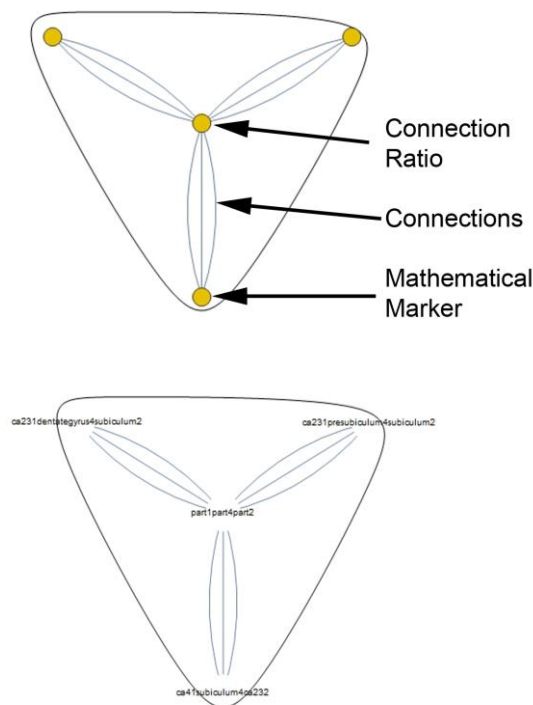 Connection
Ratio
Connections
Mathematical
Marker
ca231dentategyrus4subiculum2
ca231presubiculum4subiculum2
part1part4part2
ca41subiculum4ca232